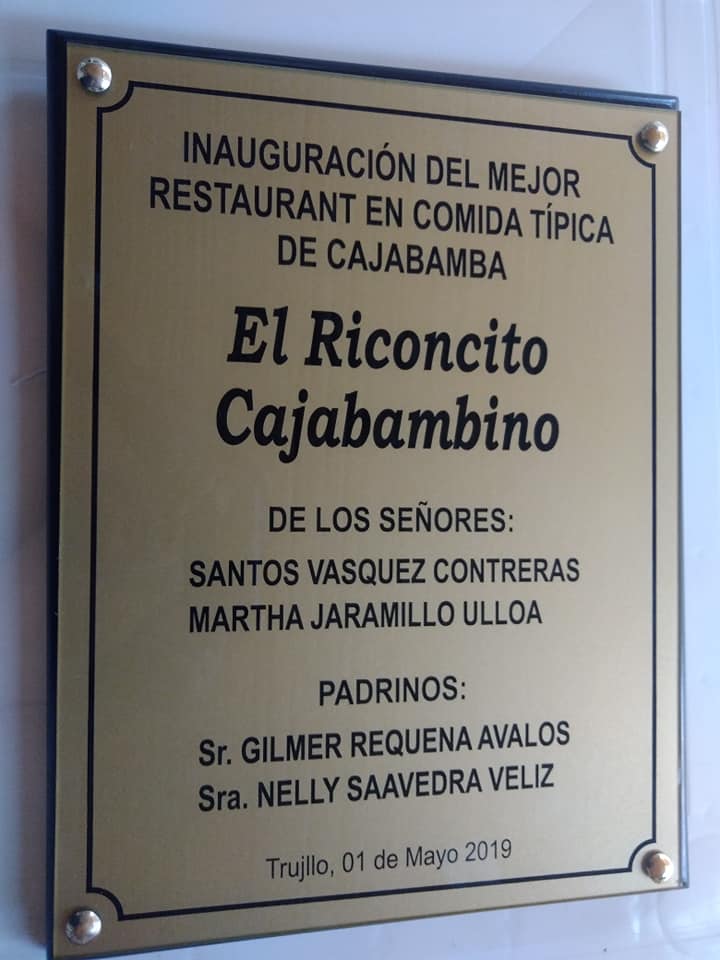 INAUGURACIÓN DEL MEJOR
RESTAURANT EN COMIDA TÍPICA
DE CAJABAMBA
El Riconcito
Cajabambino
DE LOS SEÑORES:
SANTOS VASQUEZ CONTRERAS
MARTHA JARAMILLO ULLOA
PADRINOS:
Sr. GILMER REQUENA AVALOS
Sra. NELLY SAAVEDRA VELIZ
Trujllo, 01 de Mayo 2019